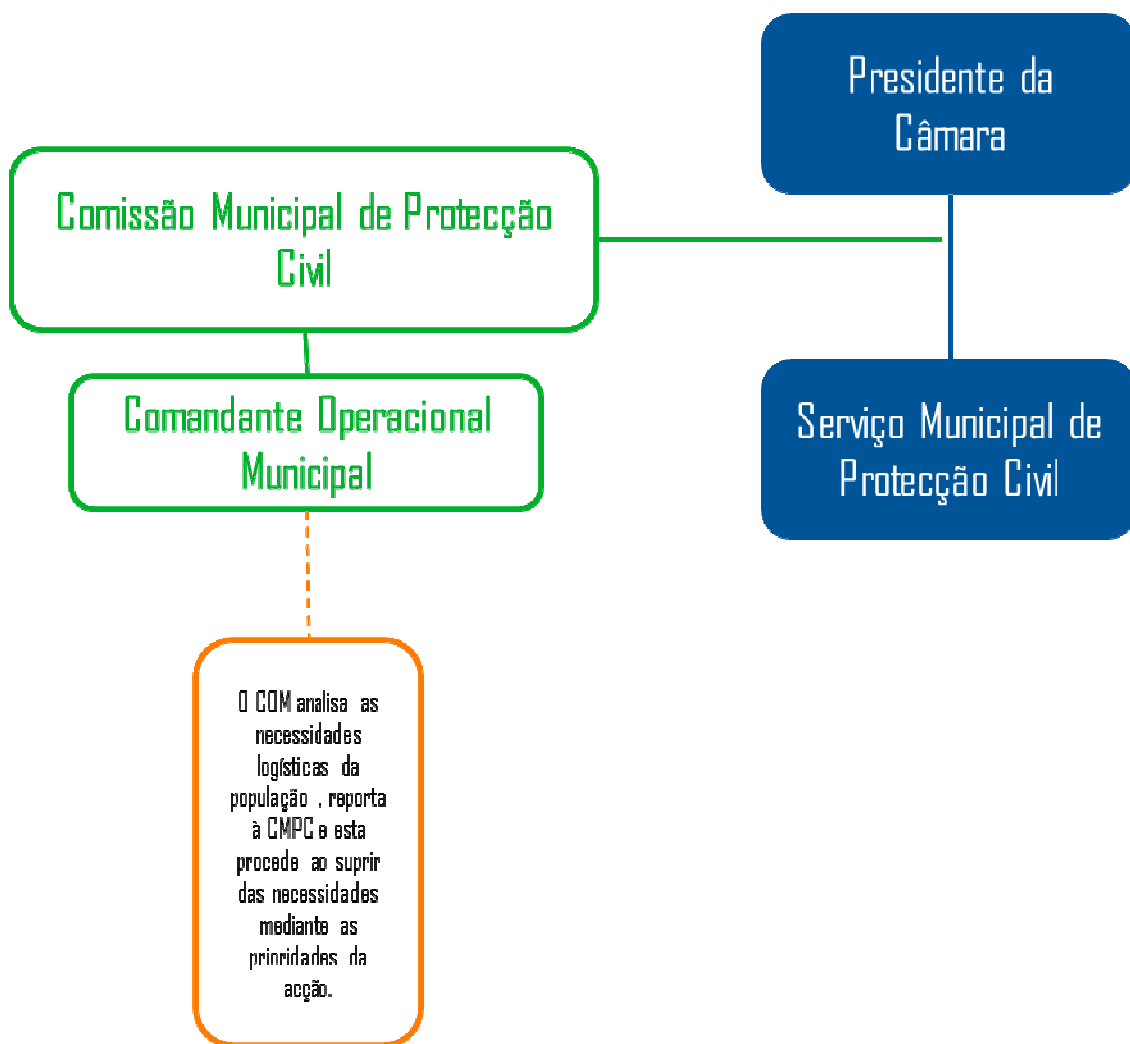 Presidente da
Câmara
Comissão Municipal de Protecção
Civil
Comandante Operacional
Municipal
Serviço Municipal de
Protecção Civil
O COM analisa as
necessidades
logísticas da
população , reporta
à CMPC e esta
procede ao suprir
das necessidades
mediante as
prioridades da
acção.